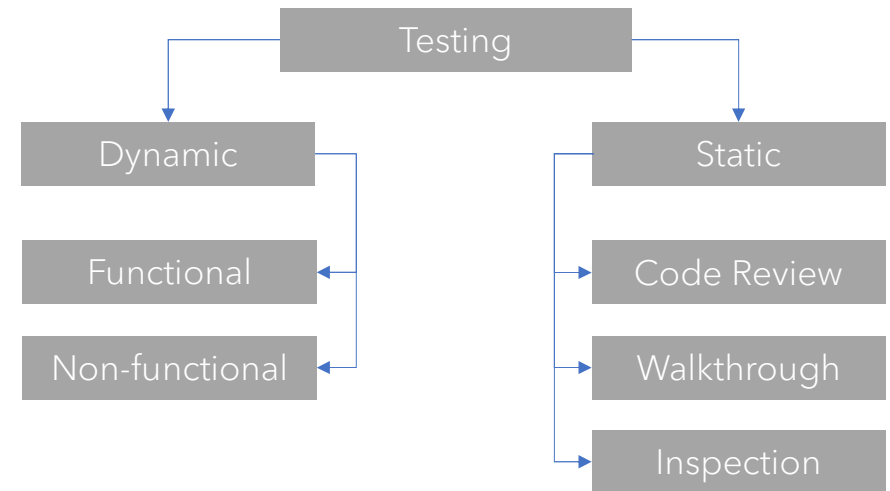 Testing
Dynamic
Static
Functional
Code Review
Non-functional
Walkthrough
Inspection